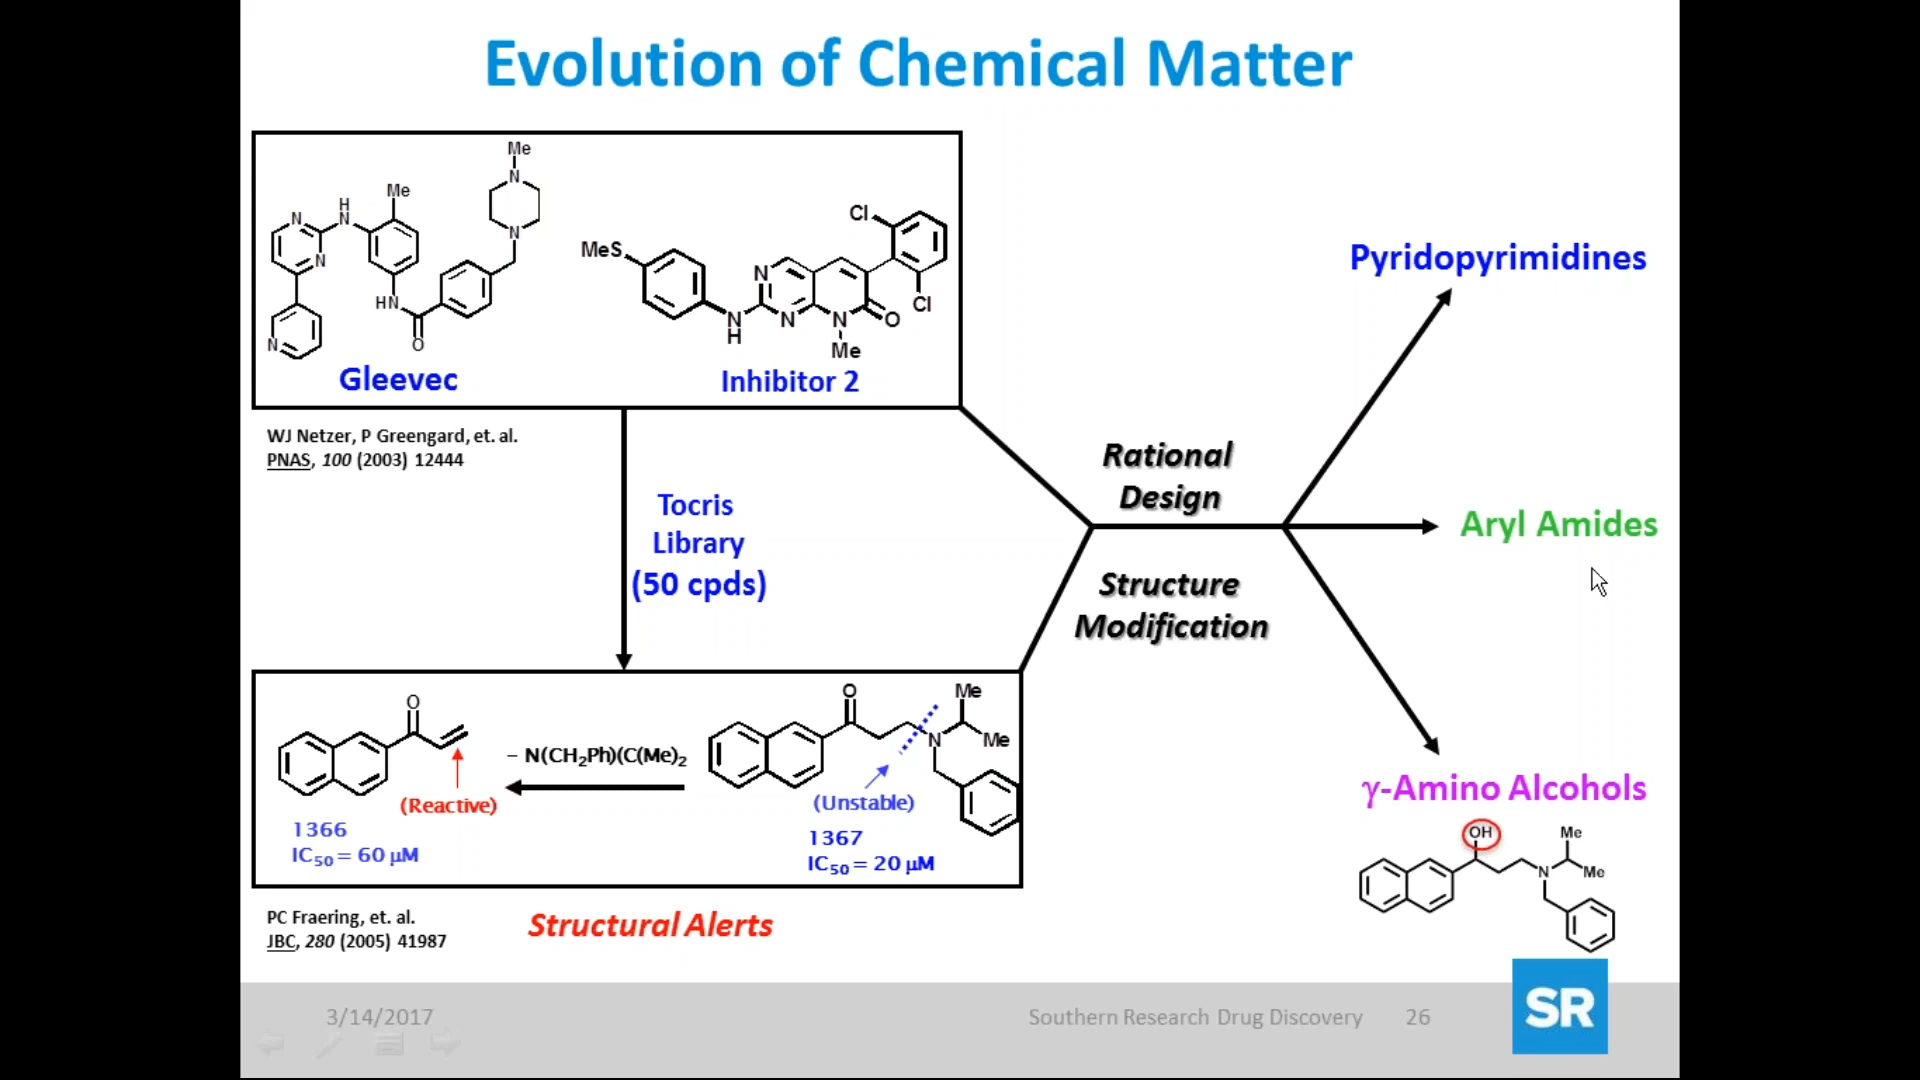 Evolution of Chemical Matter
Me
N
N
Me
H
N
N
N
HN
O
N
Gleevec
MeS
N
H
N
N
N
Me
O
Cl
Cl
Inhibitor 2
WJ Netzer, P Greengard, et. al.
PNAS, 100 (2003) 12444
Tocris
Library
(50 cpds)
Rational
Design
Structure
Modification
Pyridopyrimidines
Aryl Amides
γ-Amino Alcohols
OH
Me
N
Me
O
(Reactive)
1366
IC50 = 60 μM
– N(CH2Ph)(C(Me)2
O
Me
Me
N
(Unstable)
1367
IC50 = 20 μM
PC Fraering, et. al.
JBC, 280 (2005) 41987
Structural Alerts
3/14/2017
Southern Research Drug Discovery
26
SR